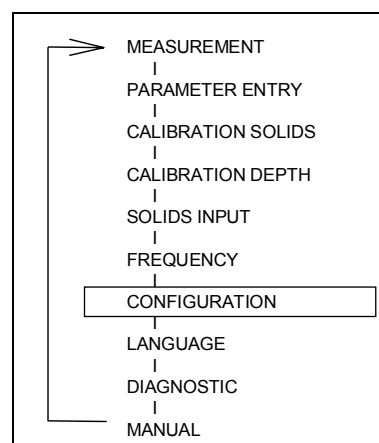 MEASUREMENT
PARAMETER ENTRY
CALIBRATION SOLIDS
CALIBRATION DEPTH
SOLIDS INPUT
FREQUENCY
CONFIGURATION
LANGUAGE
DIAGNOSTIC
MANUAL